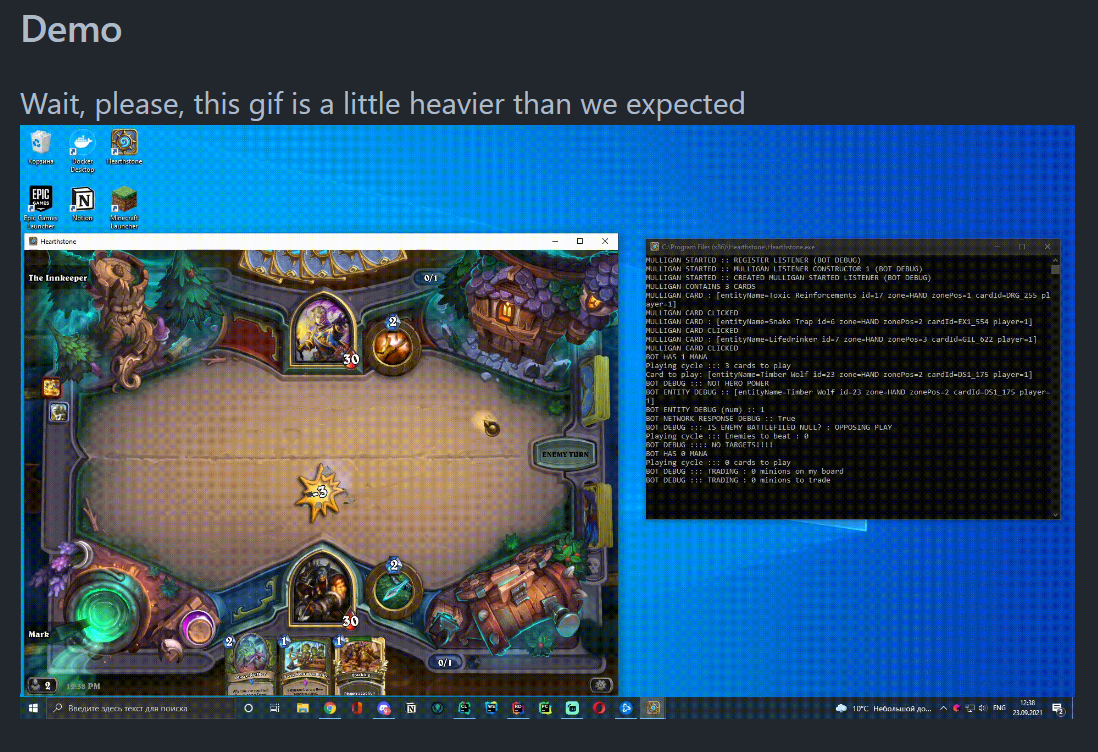 Demo
Wait, please, this gif is a little heavier than we expected
Корзина
Docker Desktop
Hearthstone
EPIC GAMES
Epic Games Launcher
Notion
Minecraft Launcher
Hearthstone
The Innkeeper
0/1
2
30
ENEMY TURN
-3
2
30
Mark
2
1
1
0/1
2
12:38 PM
C:\Program Files (x86)\Hearthstone\Hearthstone.exe
MULLIGAN STARTED :: REGISTER LISTENER (BOT DEBUG)
MULLIGAN STARTED :: MULLIGAN LISTENER CONSTRUCTOR 1 (BOT DEBUG)
MULLIGAN STARTED :: CREATED MULLIGAN STARTED LISTENER (BOT DEBUG)
MULLIGAN CONTAINS 3 CARDS
MULLIGAN CARD : [entityName=Toxic Reinforcements id=17 zone=HAND zonePos=1 cardId=DRG_255 pl
ayer=1]
MULLIGAN CARD CLICKED
MULLIGAN CARD : [entityName=Snake Trap id=6 zone=HAND zonePos=2 cardId=EX1_554 player=1]
MULLIGAN CARD CLICKED
MULLIGAN CARD : [entityName=Lifedrinker id=7 zone=HAND zonePos=3 cardId=GIL_622 player=1]
MULLIGAN CARD CLICKED
BOT HAS 1 MANA
Playing cycle ::: 3 cards to play
Card to play: [entityName=Timber Wolf id=23 zone=HAND zonePos=2 cardId=DS1_175 player=1]
BOT DEBUG ::: NOT HERO POWER
BOT ENTITY DEBUG :: [entityName=Timber Wolf id=23 zone=HAND zonePos=2 cardId=DS1_175 player=
1]
BOT ENTITY DEBUG (num) :: 1
BOT NETWORK RESPONSE DEBUG :: True
BOT DEBUG ::: IS ENEMY BATTLEFILED NULL? : OPPOSING PLAY
Playing cycle ::: Enemies to beat : 0
BOT DEBUG :::: NO TARGETS!!!!
BOT HAS 0 MANA
Playing cycle ::: 0 cards to play
BOT DEBUG ::: TRADING : 0 minions on my board
BOT DEBUG ::: TRADING : 0 minions to trade
Введите здесь текст для поиска
10°C Небольшой до...
ENG
12:38
23.09.2021
2